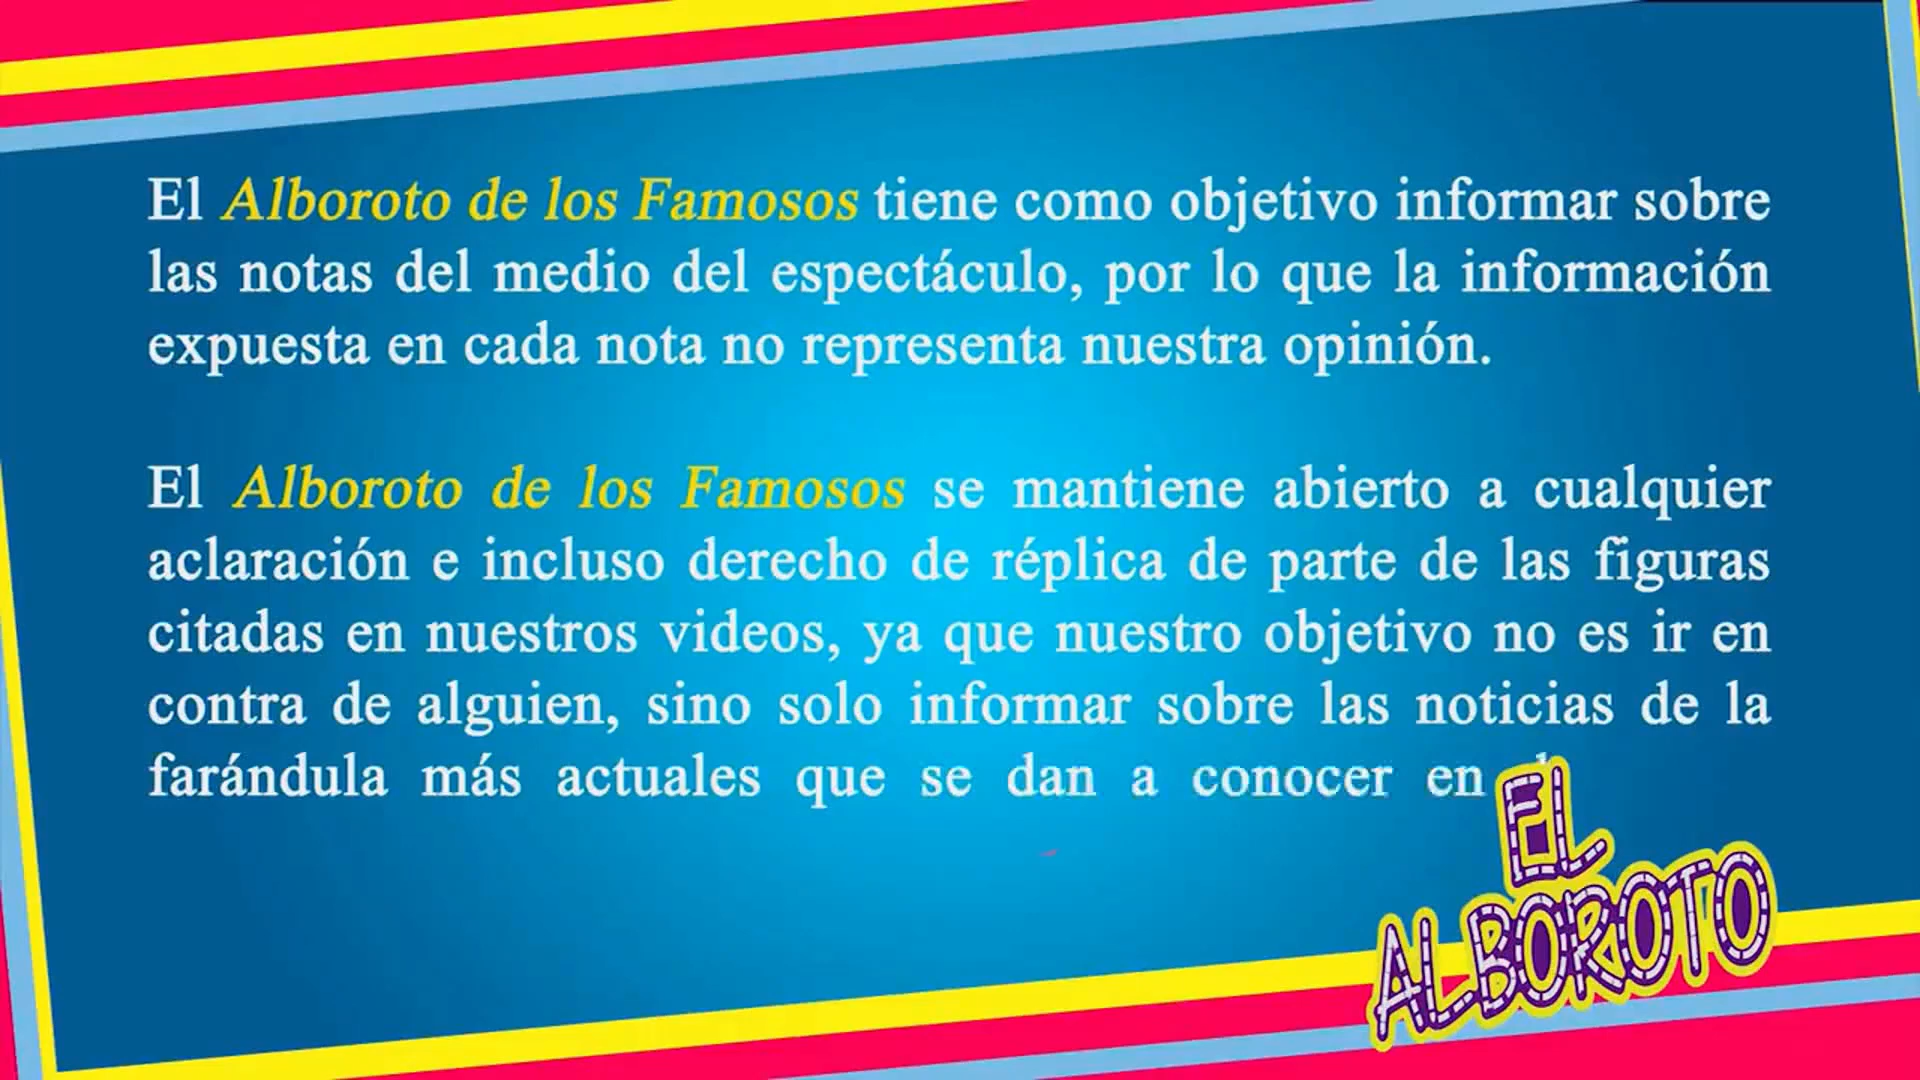 El Alboroto de los Famosos tiene como objetivo informar sobre
las notas del medio del espectáculo, por lo que la información
expuesta en cada nota no representa nuestra opinión.
El Alboroto de los Famosos se mantiene abierto a cualquier
aclaración e incluso derecho de réplica de parte de las figuras
citadas en nuestros videos, ya que nuestro objetivo no es ir en
contra de alguien, sino solo informar sobre las noticias de la
farándula más actuales que se dan a conocer en
EL
ALBOROTO